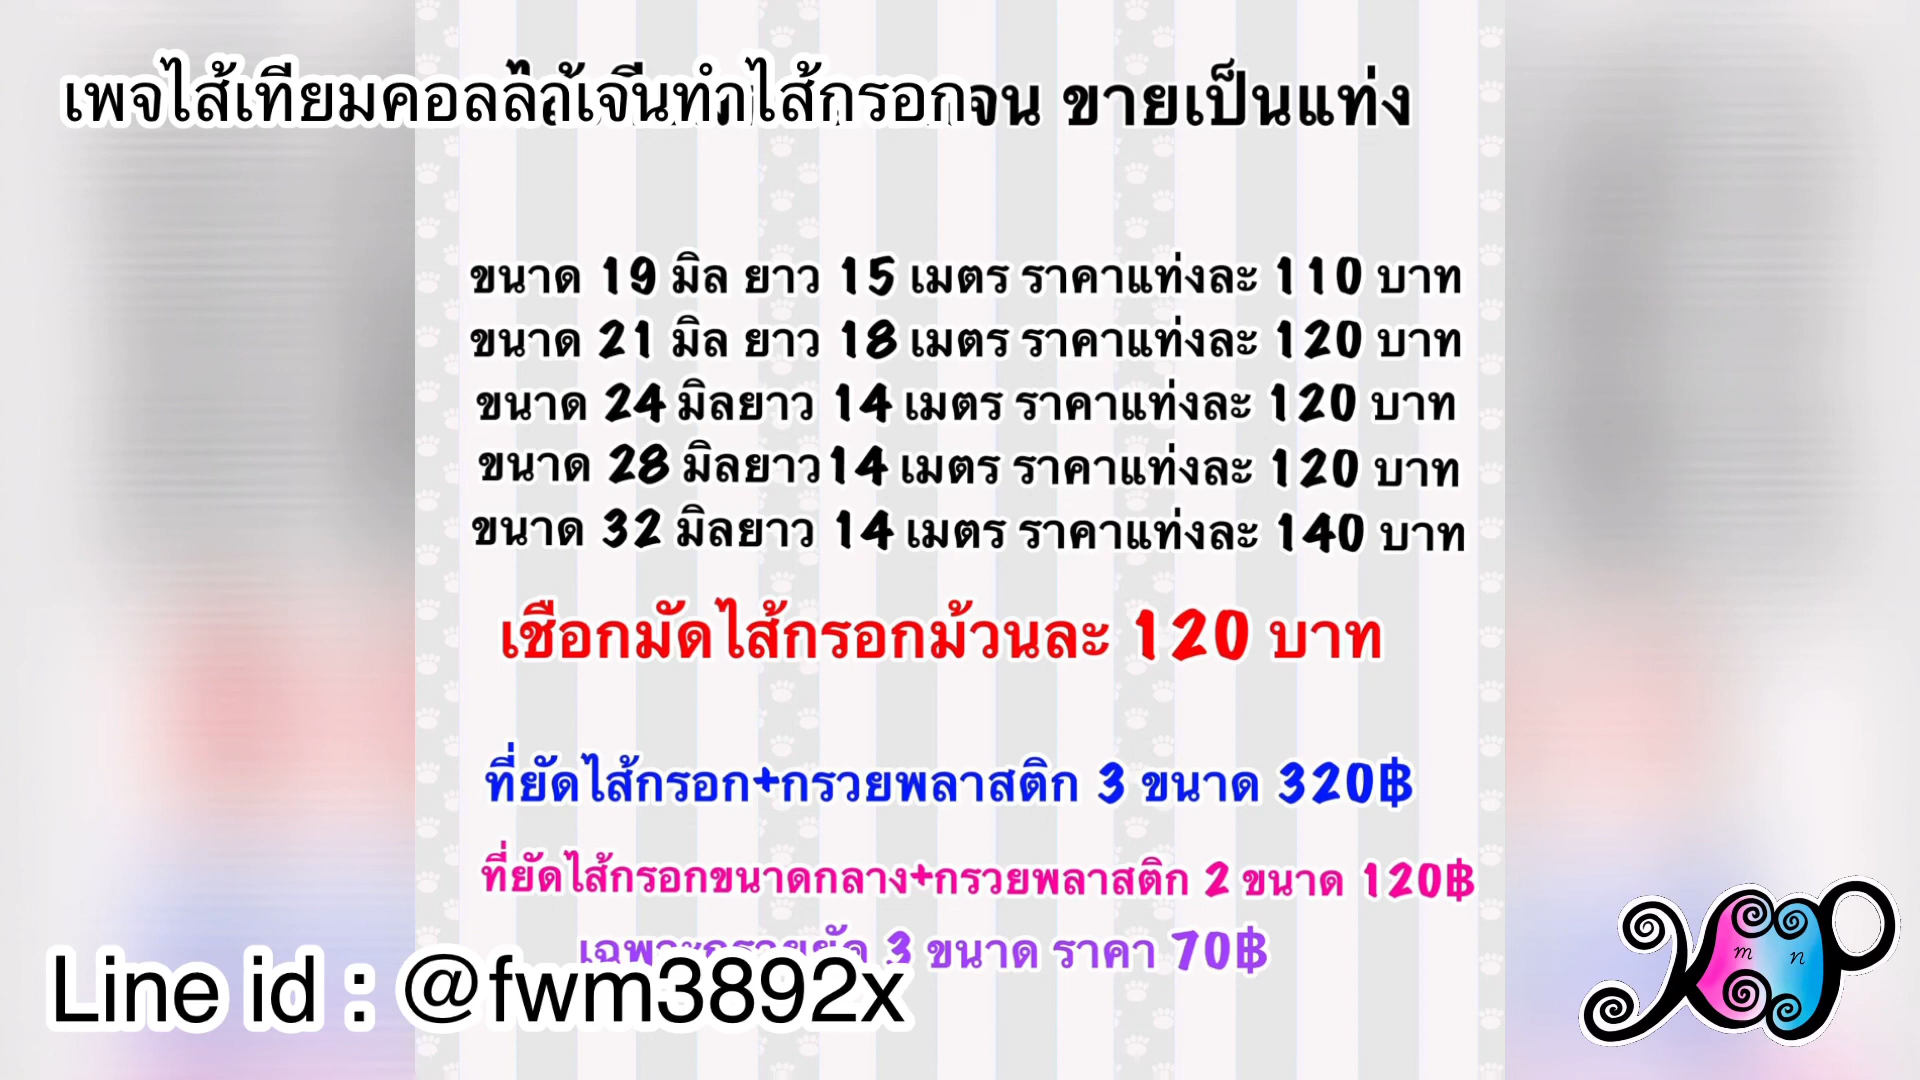 เพจไส้เทียมคอลลาเจีนทำไส้กรอก
ขายเป็นแท่ง
ขนาด 19 มิล ยาว 15 เมตร ราคาแท่งละ 110 บาท
ขนาด 21 มิล ยาว 18 เมตร ราคาแท่งละ 120 บาท
ขนาด 24 มิลยาว 14 เมตร ราคาแท่งละ 120 บาท
ขนาด 28 มิลยาว14 เมตร ราคาแท่งละ 120 บาท
ขนาด 32 มิลยาว 14 เมตร ราคาแท่งละ 140 บาท
เชือกมัดไส้กรอกม้วนละ 120 บาท
ที่ยัดไส้กรอก+กรวยพลาสติก 3 ขนาด 320฿
ที่ยัดไส้กรอกขนาดกลาง+กรวยพลาสติก 2 ขนาด 120฿
3 ขนาด ราคา 70฿
Line id : @fwm3892x
m n